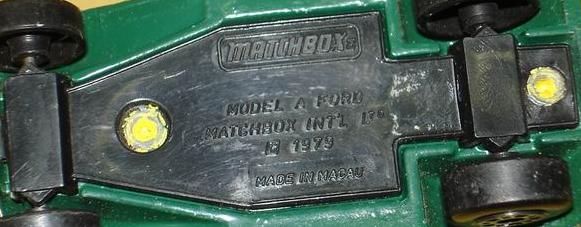 MATCHBOX
MODEL A FORD
MATCHBOX INT'L LTD
© 1979
MADE IN MACAU